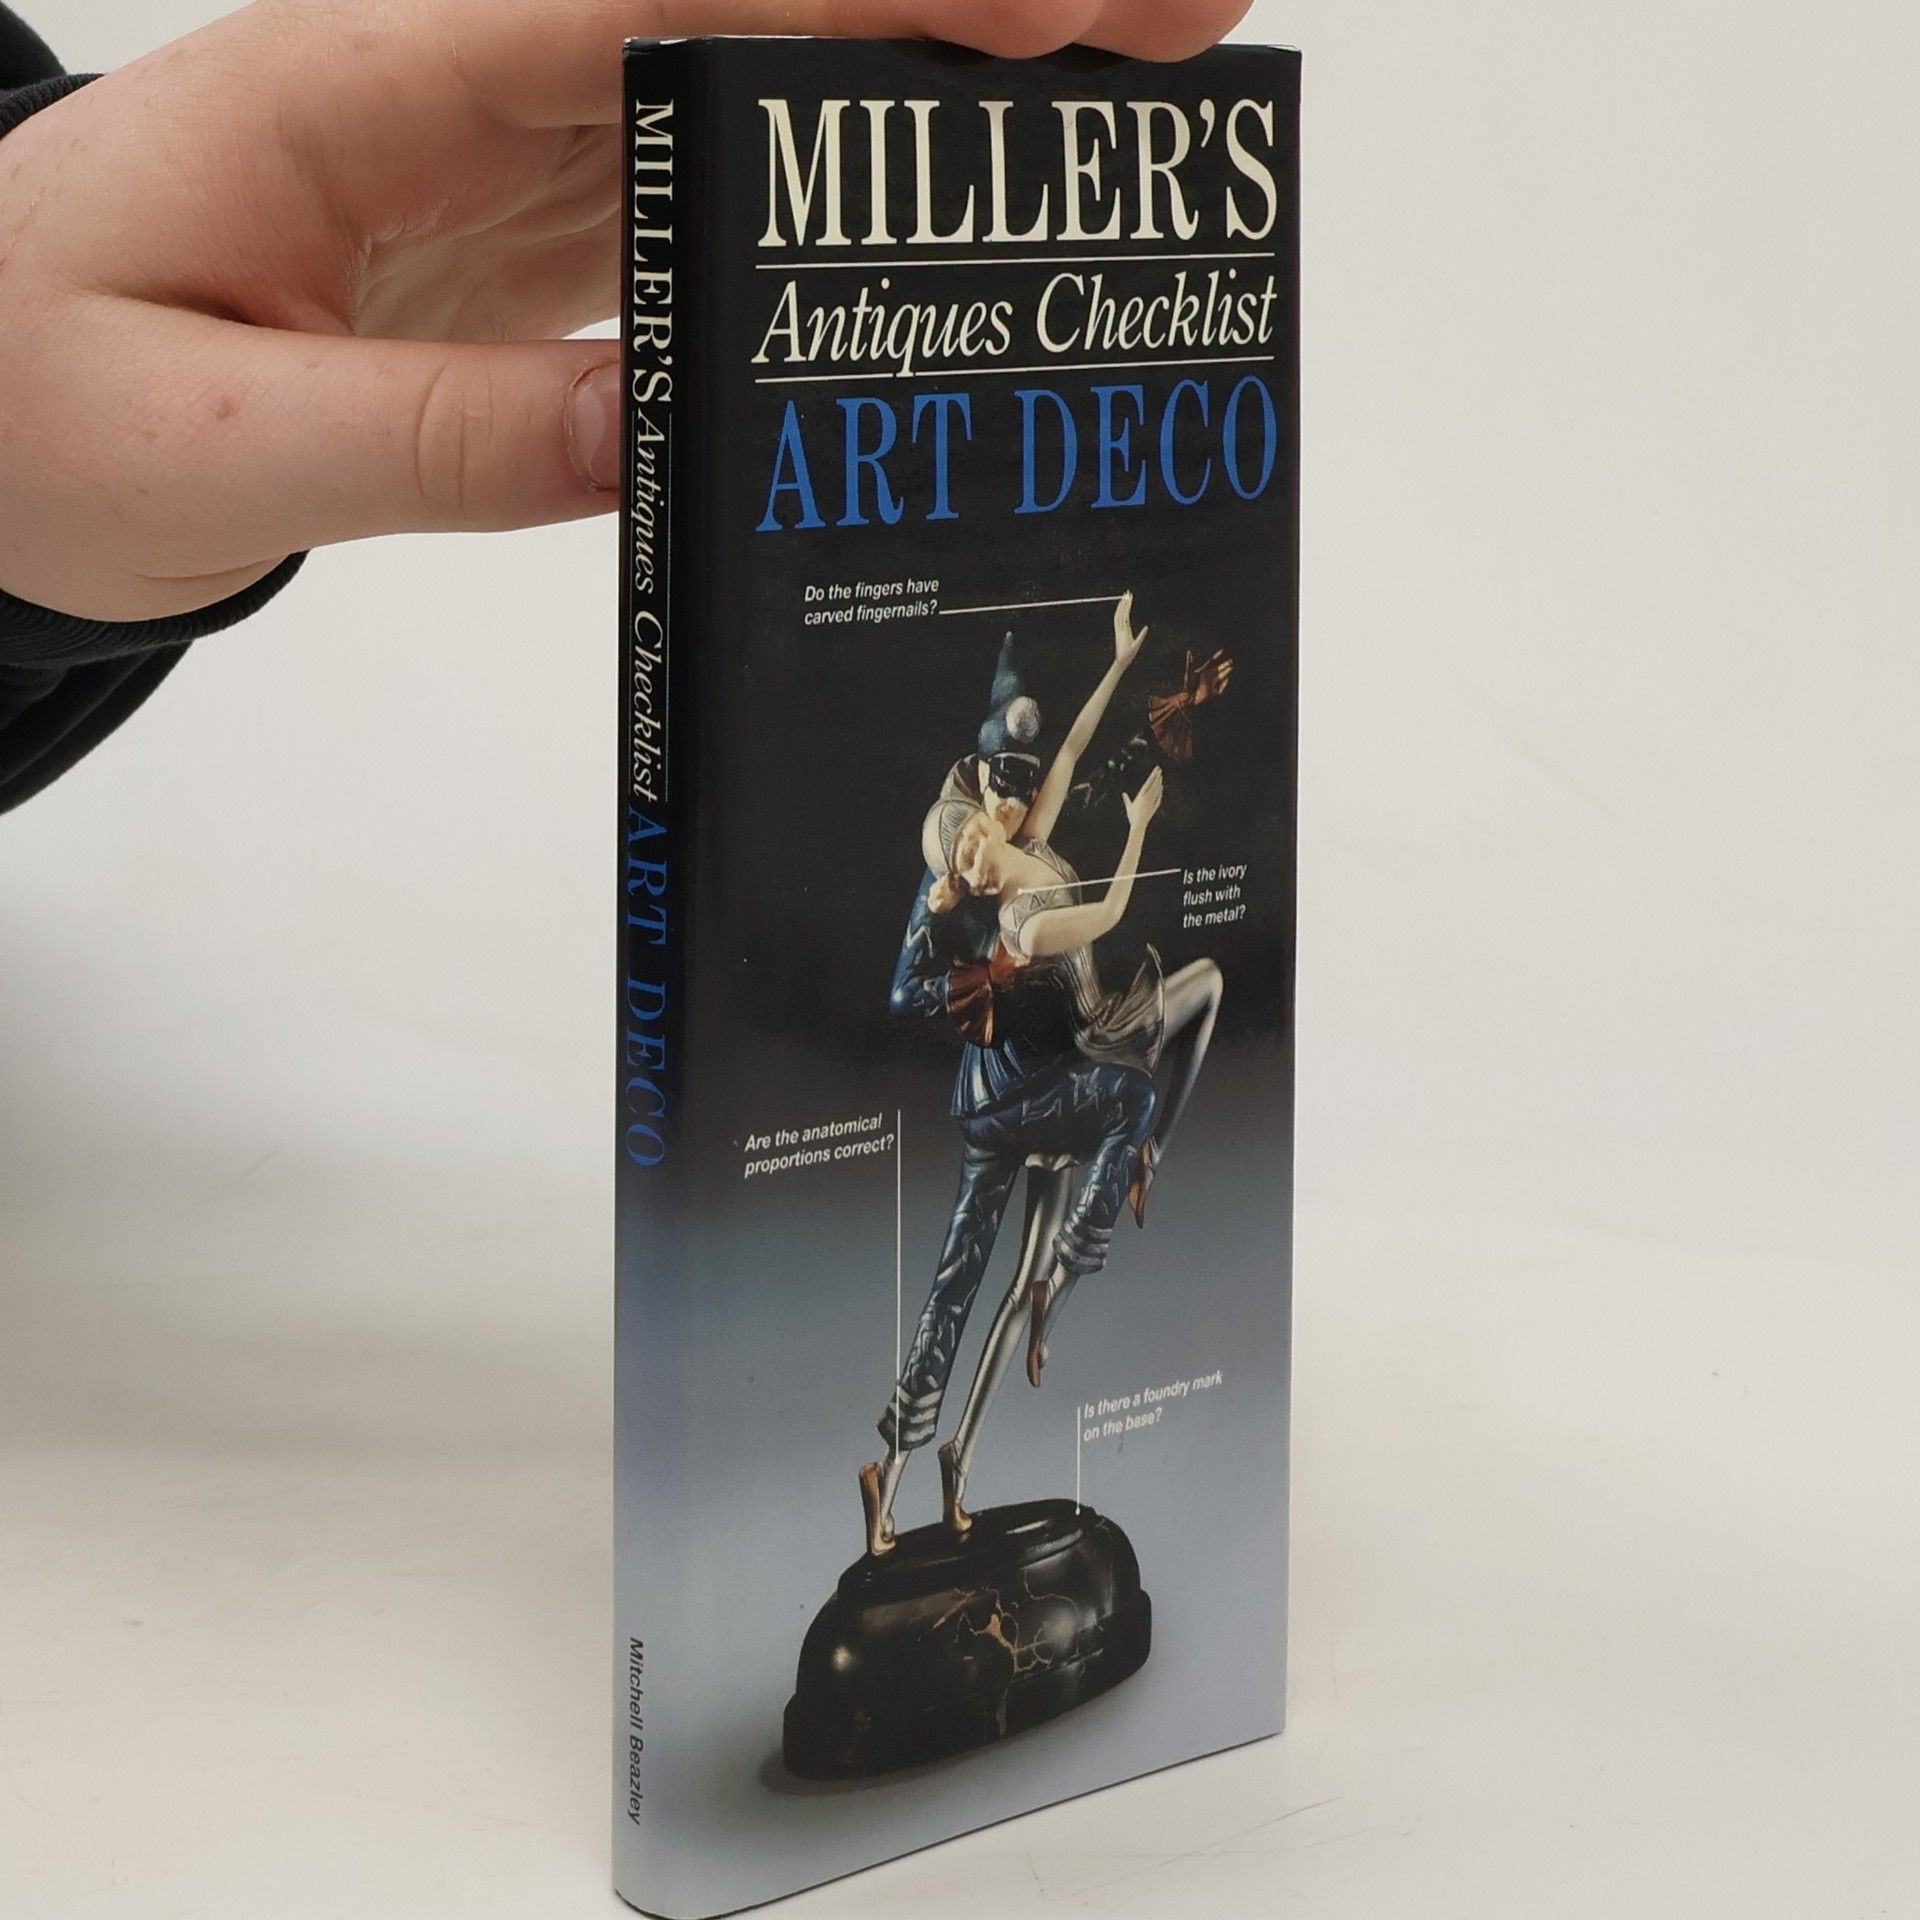 MILLER'S
Antiques Checklist
ART DECO
Do the fingers have
carved fingernails?
Is the ivory
flush with
the metal?
Are the anatomical
proportions correct?
Is there a foundry mark
on the base?
MILLER'S Antiques Checklist ART DECO
Mitchell Beazley